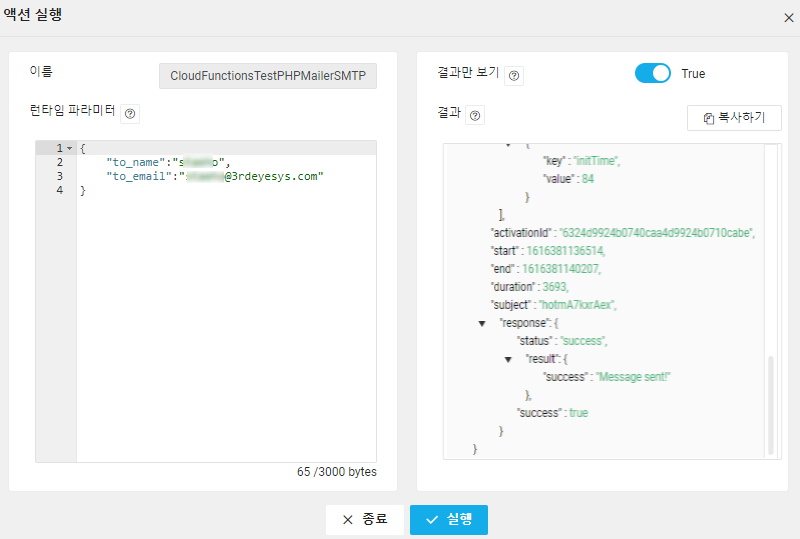 액션 실행
이름
CloudFunctionsTestPHPMailerSMTP
런타임 파라미터
1 {
2 "to_name":"s o",
3 "to_email":" @3rdeyesys.com"
4 }
65 /3000 bytes
결과만 보기
True
결과
복사하기
{
"key" : "initTime",
"value" : 84
}
],
"activationId" : "6324d9924b0740caa4d9924b0710cabe",
"start" : 1616381136514,
"end" : 1616381140207,
"duration" : 3693,
"subject" : "hotmA7kxrAex",
"response": {
"status" : "success",
"result": {
"success" : "Message sent!"
},
"success" : true
}
}
종료
실행